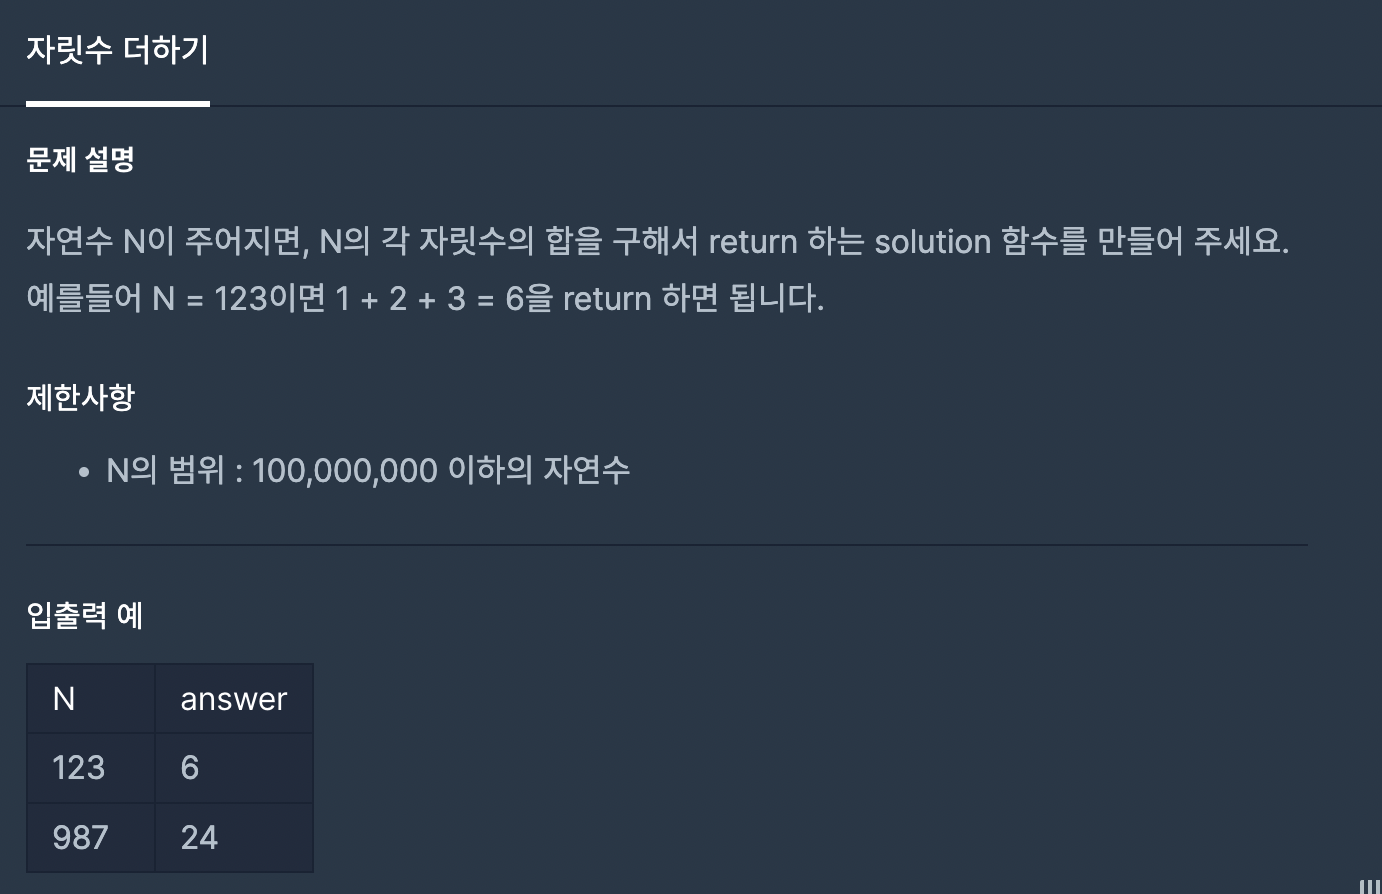 자릿수 더하기
문제 설명
자연수 N이 주어지면, N의 각 자릿수의 합을 구해서 return 하는 solution 함수를 만들어 주세요.
예를들어 N = 123이면 1 + 2 + 3 = 6을 return 하면 됩니다.
제한사항
• N의 범위 : 100,000,000 이하의 자연수
입출력 예
N answer
123 6
987 24